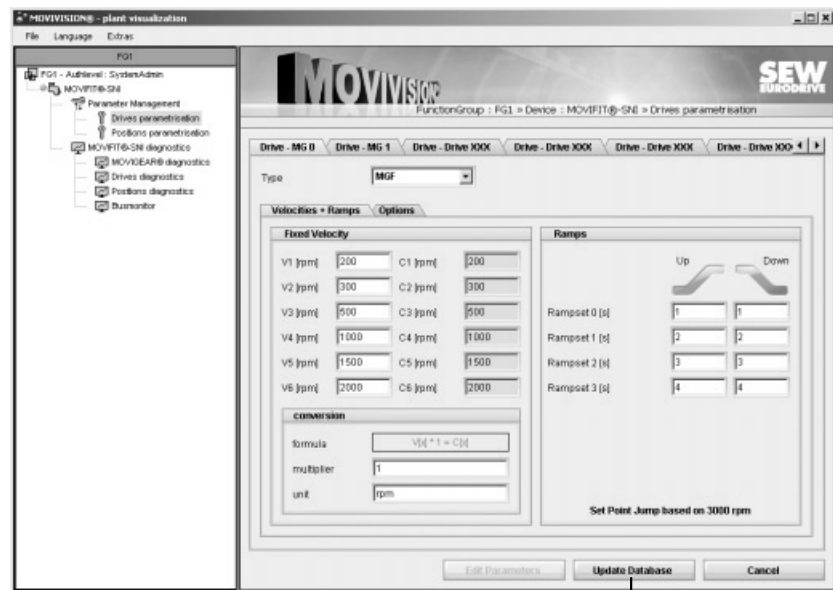 MOVIVISION® - plant visualization
File Language Extras
FG1
FG1 - Authlevel : SystemAdmin
MOVIFIT®-SNI
Parameter Management
Drives parametrisation
Positions parametrisation
MOVIFIT®-SNI diagnostics
MOVIGEAR® diagnostics
Drives diagnostics
Positions diagnostics
Busmonitor
MOVIVISION®
SEW
EURODRIVE
FunctionGroup : FG1 » Device : MOVIFIT®-SNI » Drives parametrisation
Drive - MG 0 Drive - MG 1 Drive - Drive XXX Drive - Drive XXX Drive - Drive XXX Drive - Drive XXX
Type MGF
Velocities + Ramps Options
Fixed Velocity
V1 [rpm] 200 C1 [rpm] 200
V2 [rpm] 300 C2 [rpm] 300
V3 [rpm] 500 C3 [rpm] 500
V4 [rpm] 1000 C4 [rpm] 1000
V5 [rpm] 1500 C5 [rpm] 1500
V6 [rpm] 2000 C6 [rpm] 2000
conversion
formula V[x] * 1 = C[x]
multiplier 1
unit rpm
Ramps
Up Down
Rampset 0 [s] 1 1
Rampset 1 [s] 2 2
Rampset 2 [s] 3 3
Rampset 3 [s] 4 4
Set Point Jump based on 3000 rpm
Edit Parameters Update Database Cancel